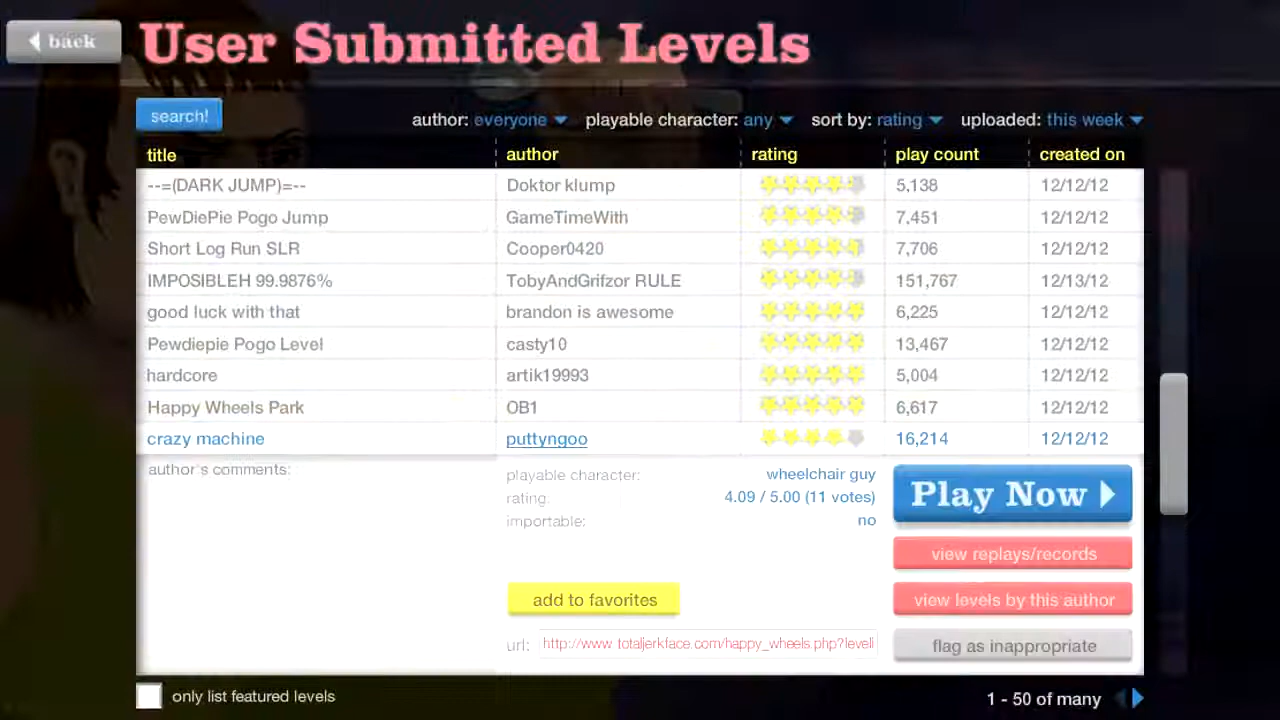 back
User Submitted Levels
search! author: everyone playable character: any sort by: rating uploaded: this week
title author rating play count created on
--=(DARK JUMP)=-- Doktor klump 5,138 12/12/12
PewDiePie Pogo Jump GameTimeWith 7,451 12/12/12
Short Log Run SLR Cooper0420 7,706 12/12/12
IMPOSIBLEH 99.9876% TobyAndGrifzor RULE 151,767 12/13/12
good luck with that brandon is awesome 6,225 12/12/12
Pewdiepie Pogo Level casty10 13,467 12/12/12
hardcore artik19993 5,004 12/12/12
Happy Wheels Park OB1 6,617 12/12/12
crazy machine puttyngoo 16,214 12/12/12
author's comments:
playable character: wheelchair guy
rating: 4.09 / 5.00 (11 votes)
importable: no
Play Now
view replays/records
add to favorites
view levels by this author
url: http://www.totaljerkface.com/happy_wheels.php?leveli
flag as inappropriate
only list featured levels
1 - 50 of many